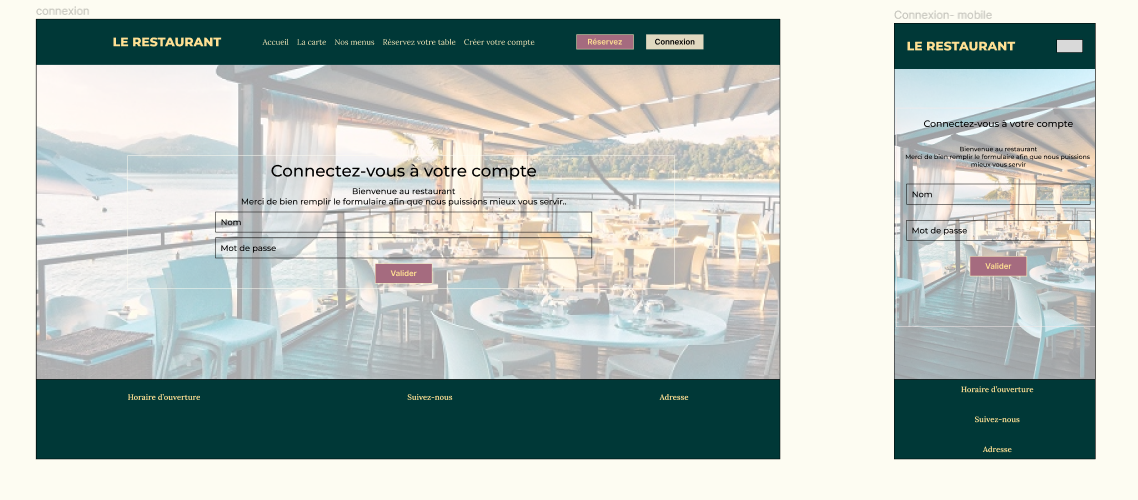 connexion
LE RESTAURANT
Accueil La carte Nos menus Réservez votre table Créer votre compte
Réservez
Connexion
Connectez-vous à votre compte
Bienvenue au restaurant
Merci de bien remplir le formulaire afin que nous puissions mieux vous servir..
Nom
Mot de passe
Valider
Horaire d'ouverture
Suivez-nous
Adresse
Connexion- mobile
LE RESTAURANT
Connectez-vous à votre compte
Bienvenue au restaurant
Merci de bien remplir le formulaire afin que nous puissions
mieux vous servir
Nom
Mot de passe
Valider
Horaire d'ouverture
Suivez-nous
Adresse